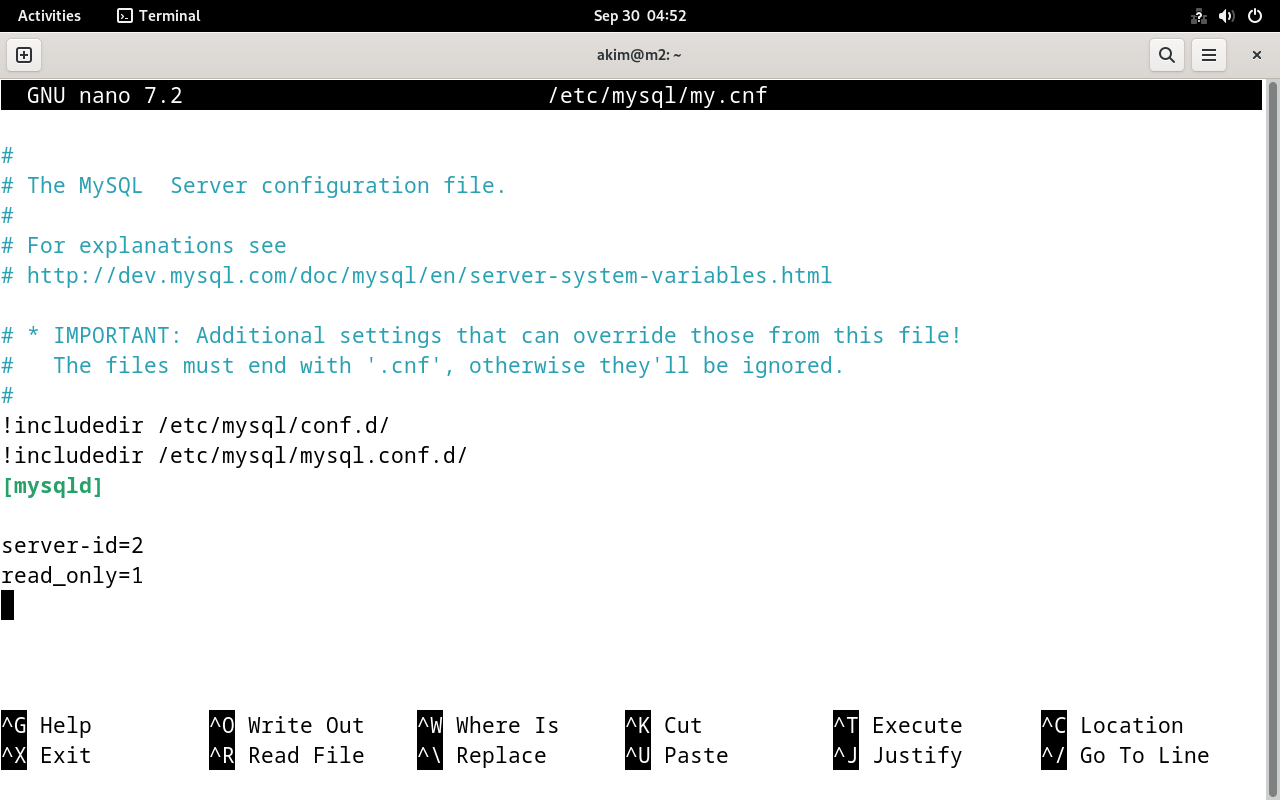 Activities Terminal Sep 30 04:52
akim@m2: ~
GNU nano 7.2 /etc/mysql/my.cnf
#
# The MySQL  Server configuration file.
#
# For explanations see
# http://dev.mysql.com/doc/mysql/en/server-system-variables.html
# * IMPORTANT: Additional settings that can override those from this file!
#   The files must end with '.cnf', otherwise they'll be ignored.
#
!includedir /etc/mysql/conf.d/
!includedir /etc/mysql/mysql.conf.d/
[mysqld]
server-id=2
read_only=1
^G Help ^O Write Out ^W Where Is ^K Cut ^T Execute ^C Location
^X Exit ^R Read File ^\ Replace ^U Paste ^J Justify ^/ Go To Line